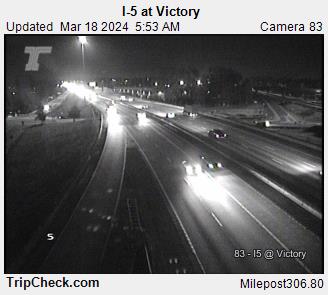 I-5 at Victory
Updated Mar 18 2024 5:53 AM Camera 83
T
S
83 - I5 @ Victory
TripCheck.com Milepost306.80